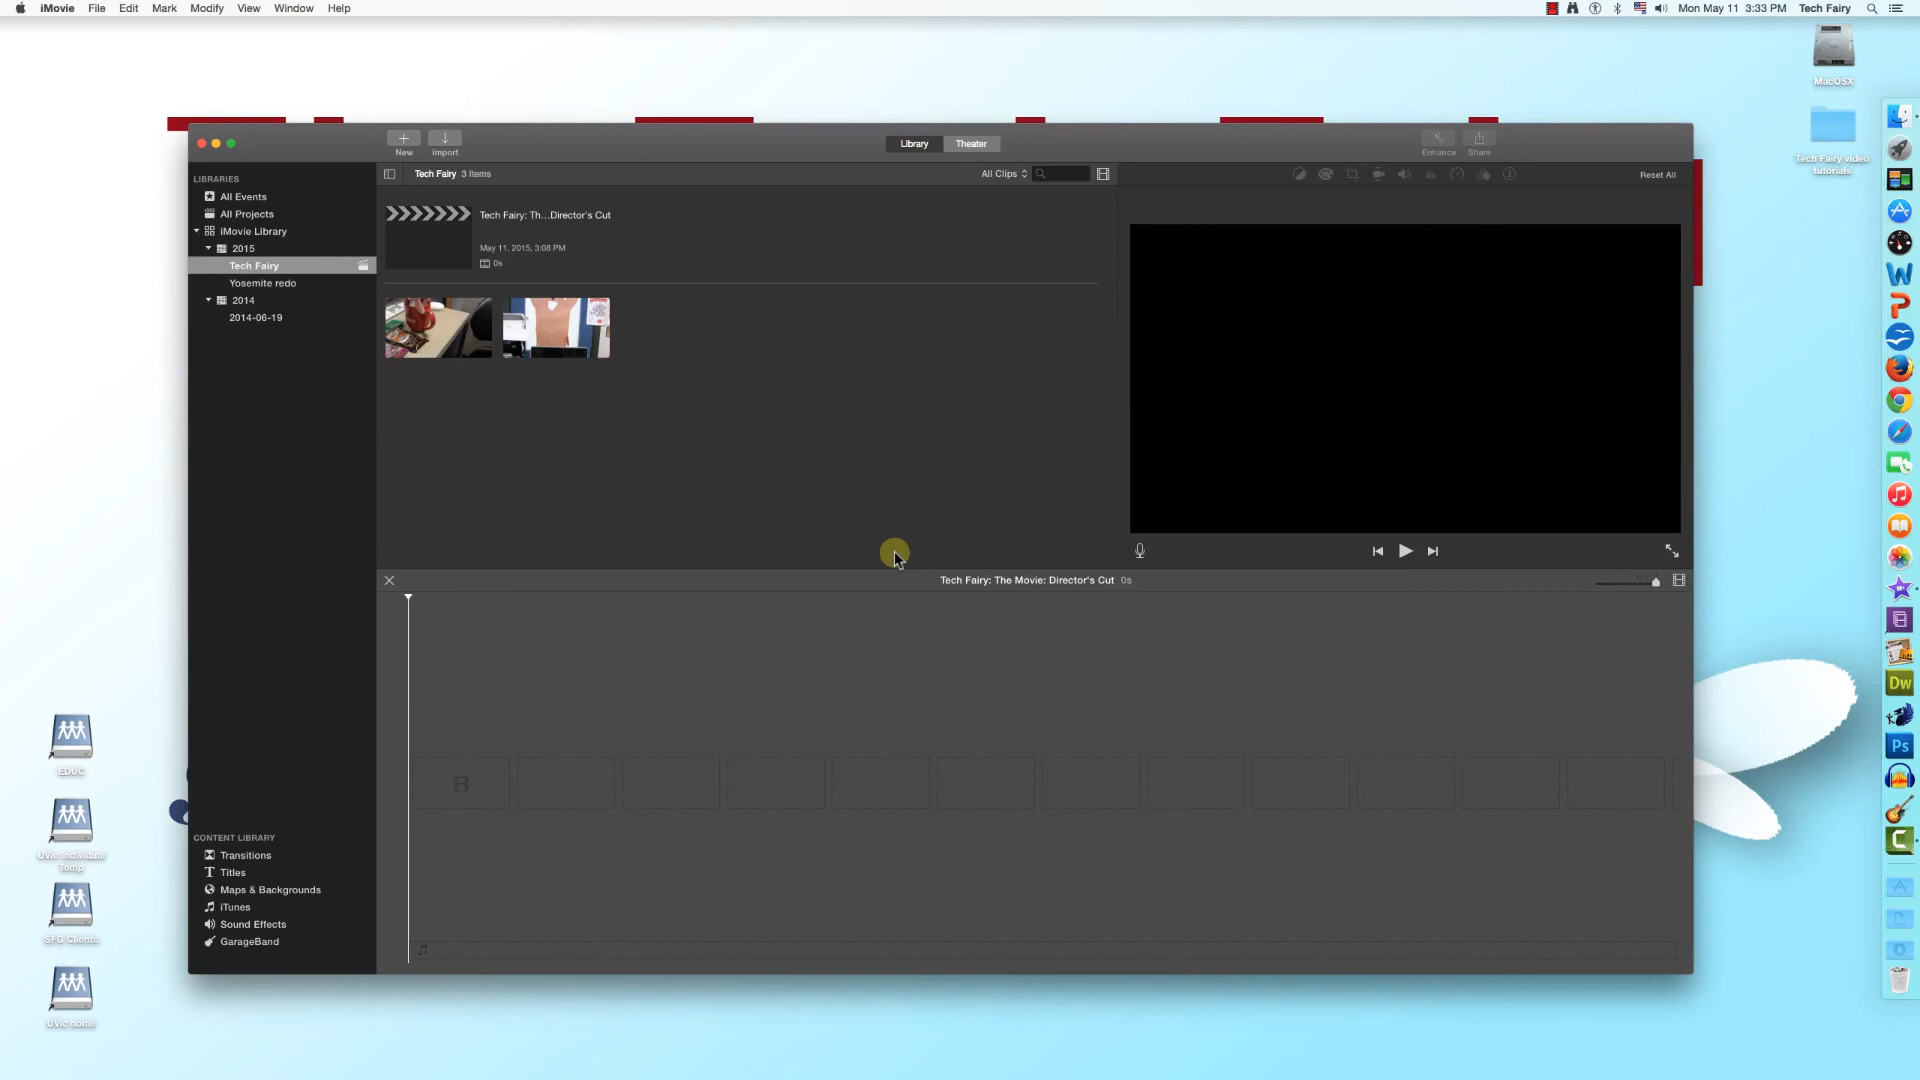 iMovie File Edit Mark Modify View Window Help
Mon May 11 3:33 PM Tech Fairy
MacOSX
Tech Fairy video
tutorials
New Import
Library Theater
Enhance Share
LIBRARIES
All Events
All Projects
iMovie Library
2015
Tech Fairy
Yosemite redo
2014
2014-06-19
Tech Fairy 3 Items
All Clips
Reset All
Tech Fairy: Th...Director's Cut
May 11, 2015, 3:08 PM
0s
Tech Fairy: The Movie: Director's Cut 0s
CONTENT LIBRARY
Transitions
Titles
Maps & Backgrounds
iTunes
Sound Effects
GarageBand
EDUC
UVic Individual
Temp
SFG Clients
UVic home
Dw
Ps